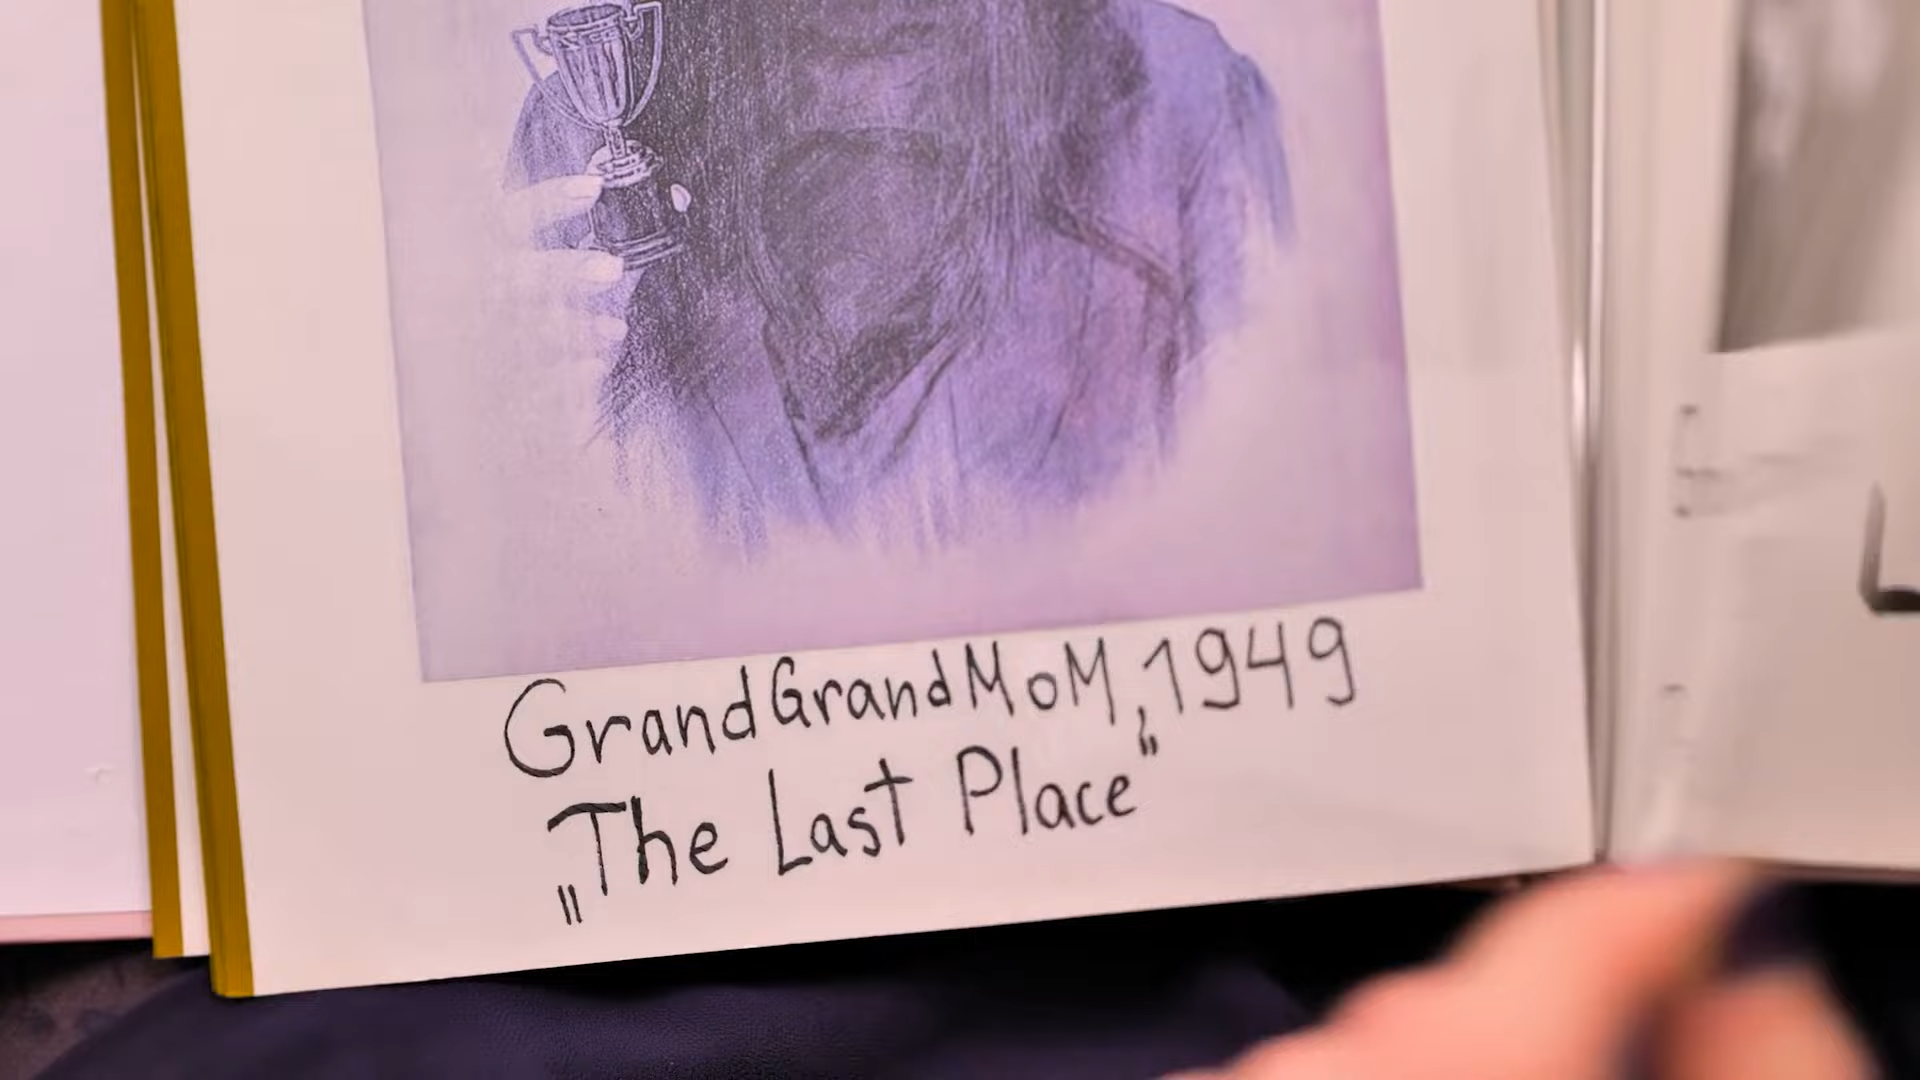 GrandGrandMoM, 1949
„The Last Place“